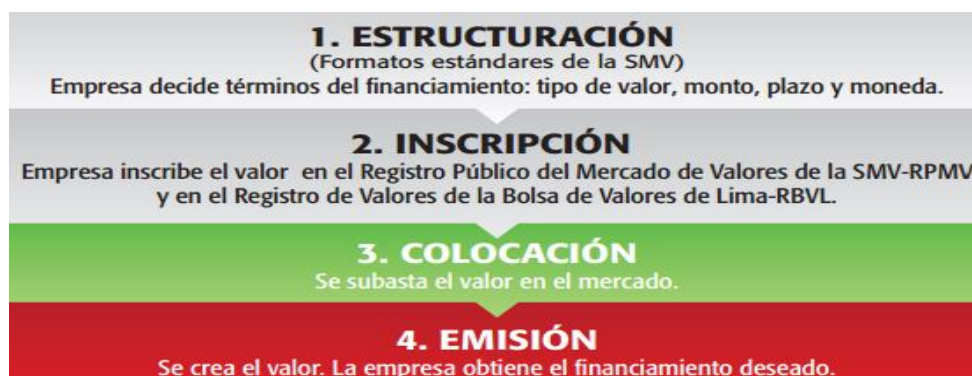 1. ESTRUCTURACIÓN
(Formatos estándares de la SMV)
Empresa decide términos del financiamiento: tipo de valor, monto, plazo y moneda.
2. INSCRIPCIÓN
Empresa inscribe el valor en el Registro Público del Mercado de Valores de la SMV-RPMV
y en el Registro de Valores de la Bolsa de Valores de Lima-RBVL.
3. COLOCACIÓN
Se subasta el valor en el mercado.
4. EMISIÓN
Se crea el valor. La empresa obtiene el financiamiento deseado.